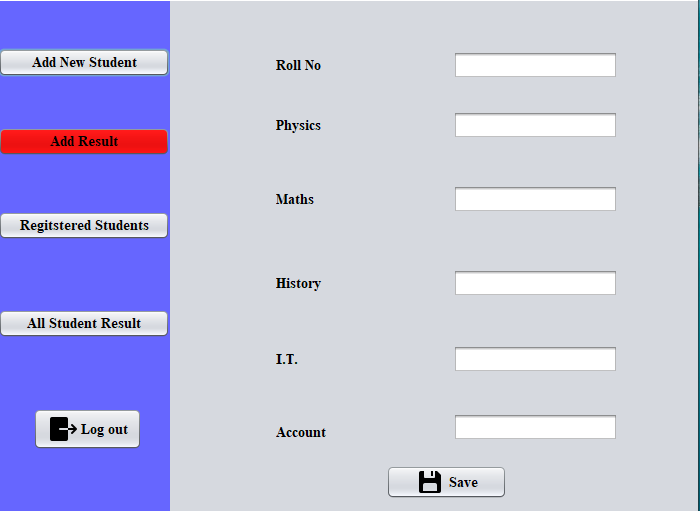 Add New Student
Add Result
Regitstered Students
All Student Result
Log out
Roll No
Physics
Maths
History
I.T.
Account
Save